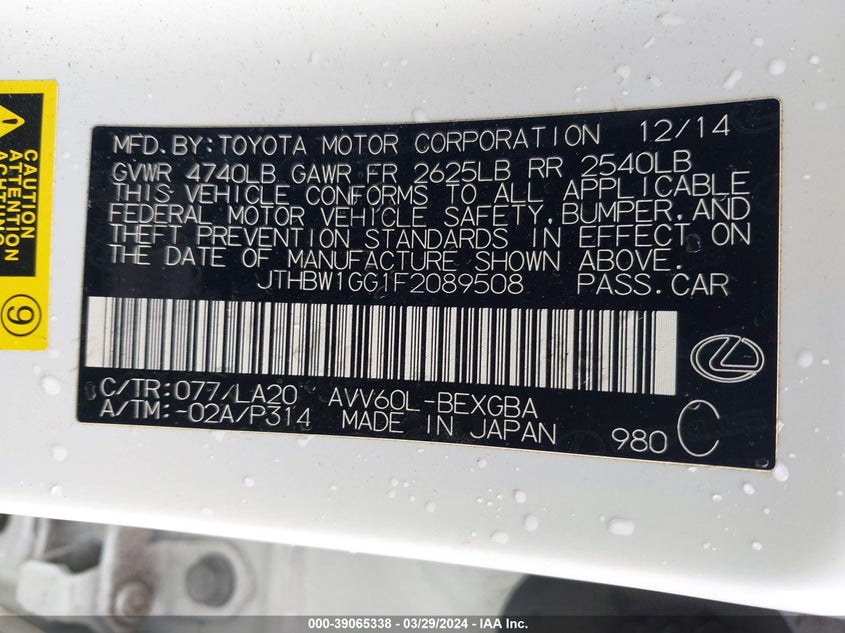 MFD. BY: TOYOTA MOTOR CORPORATION 12/14
GVWR 4740LB GAWR FR 2625LB RR 2540LB
THIS VEHICLE CONFORMS TO ALL APPLICABLE
FEDERAL MOTOR VEHICLE SAFETY, BUMPER, AND
THEFT PREVENTION STANDARDS IN EFFECT ON
THE DATE OF MANUFACTURE SHOWN ABOVE.
JTHBW1GG1F2089508 PASS. CAR
C/TR: 077/LA20 AVV60L-BEXGBA
A/TM: -02A/P314 MADE IN JAPAN 980 C
CAUTION
ATTENTION
ACHTUNG
9
000-39065338 - 03/29/2024 - IAA Inc.